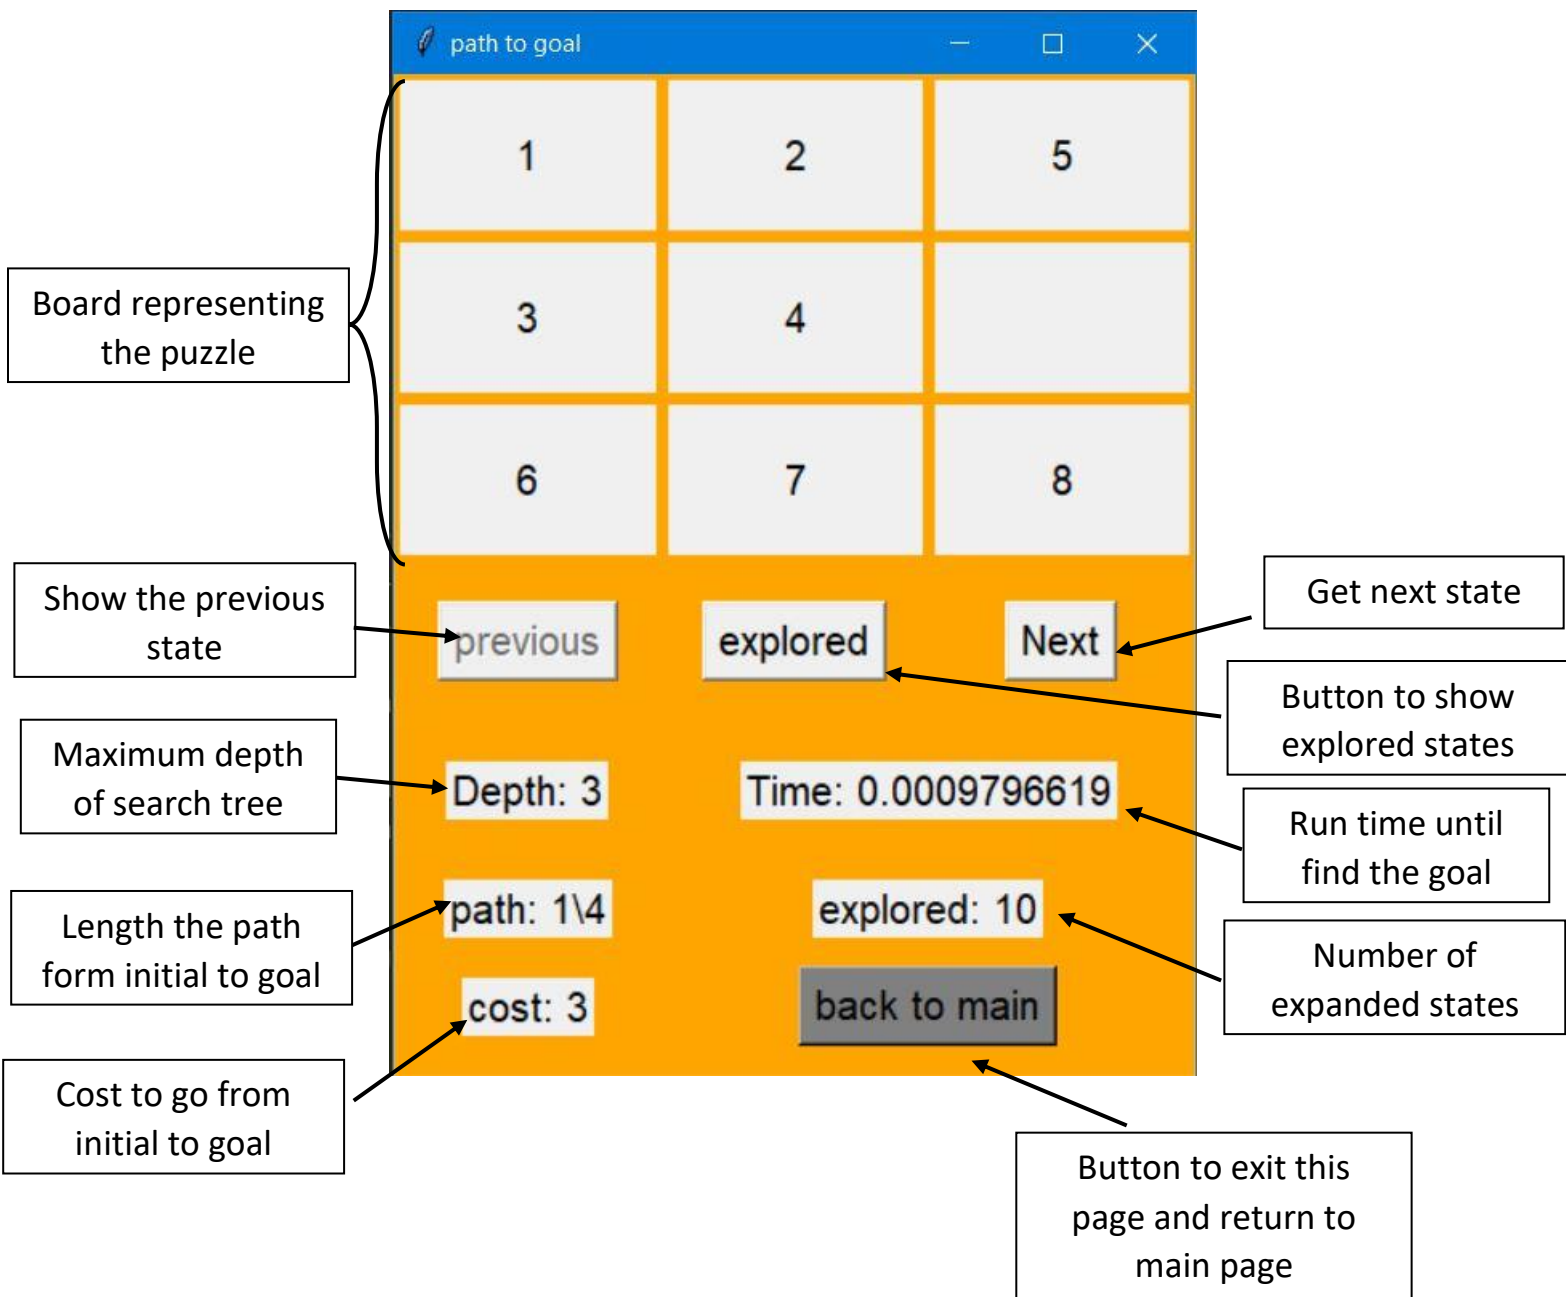 path to goal
1 2 5
3 4
6 7 8
Board representing
the puzzle
Show the previous
state
previous
explored
Next
Get next state
Button to show
explored states
Maximum depth
of search tree
Depth: 3
Time: 0.0009796619
Run time until
find the goal
Length the path
form initial to goal
path: 1\4
explored: 10
Number of
expanded states
cost: 3
back to main
Cost to go from
initial to goal
Button to exit this
page and return to
main page